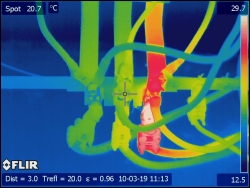 Spot 20.7 °C 29.7
FLIR
12.5
Dist = 3.0 Trefl = 20.0 ε = 0.96 10-03-19 11:13